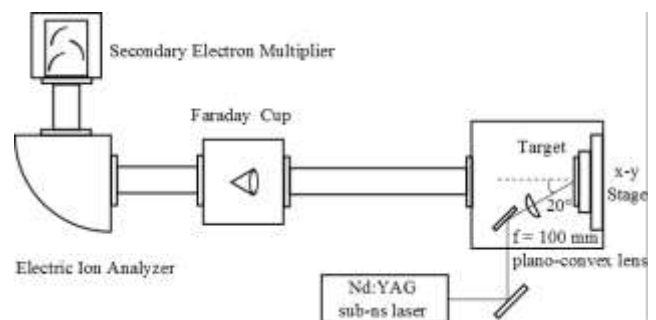 Secondary Electron Multiplier
Faraday Cup
Target
x-y
Stage
20°
f = 100 mm
plano-convex lens
Electric Ion Analyzer
Nd:YAG
sub-ns laser